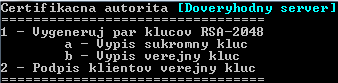 Certifikacna autorita [Doveryhodny server]
==========================================
1 - Vygeneruj par klucov RSA-2048
a - Vypis sukromny kluc
b - Vypis verejny kluc
2 - Podpis klientov verejny kluc
==========================================